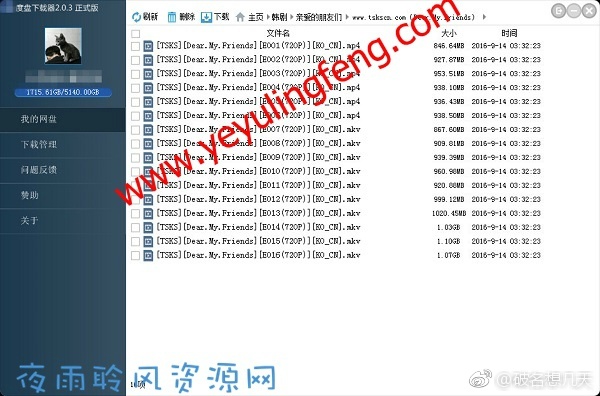 度盘下载器2.0.3 正式版
1715.61GB/5140.00GB
我的网盘
下载管理
问题反馈
赞助
关于
刷新 删除 下载 主页 韩剧 亲爱的朋友们 www.tskscn.com (Dear.My.Friends)
文件名 大小 时间
[TSKS][Dear.My.Friends][E001(720P)][KO_CN].mp4 846.64MB 2016-9-14 03:32:23
[TSKS][Dear.My.Friends][E002(720P)][KO_CN].mp4 927.87MB 2016-9-14 03:32:23
[TSKS][Dear.My.Friends][E003(720P)][KO_CN].mp4 953.51MB 2016-9-14 03:32:23
[TSKS][Dear.My.Friends][E004(720P)][KO_CN].mp4 938.10MB 2016-9-14 03:32:23
[TSKS][Dear.My.Friends][E005(720P)][KO_CN].mp4 936.43MB 2016-9-14 03:32:23
[TSKS][Dear.My.Friends][E006(720P)][KO_CN].mp4 938.50MB 2016-9-14 03:32:23
[TSKS][Dear.My.Friends][E007(720P)][KO_CN].mkv 867.60MB 2016-9-14 03:32:23
[TSKS][Dear.My.Friends][E008(720P)][KO_CN].mkv 909.81MB 2016-9-14 03:32:23
[TSKS][Dear.My.Friends][E009(720P)][KO_CN].mkv 939.39MB 2016-9-14 03:32:23
[TSKS][Dear.My.Friends][E010(720P)][KO_CN].mkv 960.98MB 2016-9-14 03:32:23
[TSKS][Dear.My.Friends][E011(720P)][KO_CN].mkv 920.88MB 2016-9-14 03:32:23
[TSKS][Dear.My.Friends][E012(720P)][KO_CN].mkv 999.12MB 2016-9-14 03:32:23
[TSKS][Dear.My.Friends][E013(720P)][KO_CN].mkv 1020.45MB 2016-9-14 03:32:23
[TSKS][Dear.My.Friends][E014(720P)][KO_CN].mkv 1.03GB 2016-9-14 03:32:23
[TSKS][Dear.My.Friends][E015(720P)][KO_CN].mkv 1.10GB 2016-9-14 03:32:23
[TSKS][Dear.My.Friends][E016(720P)][KO_CN].mkv 1.07GB 2016-9-14 03:32:23
www.yeyulingfeng.com
夜雨聆风资源网
16项
@破名想几天